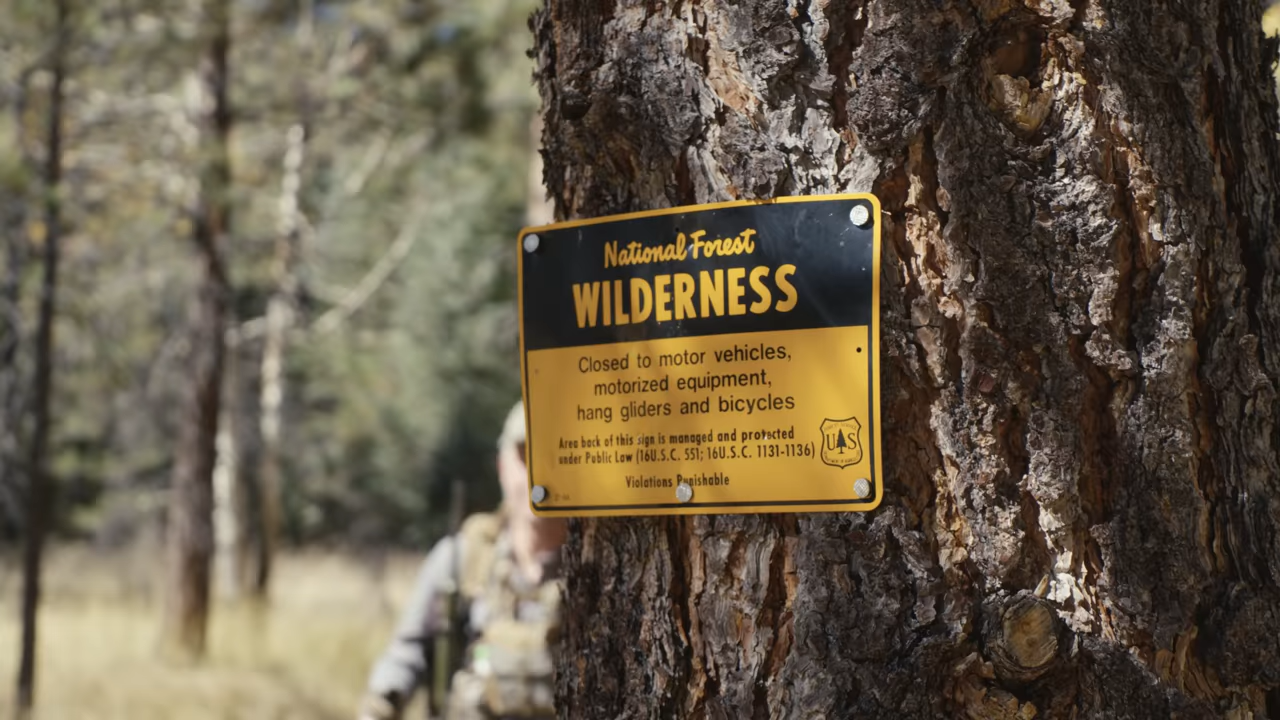 National Forest
WILDERNESS
Closed to motor vehicles,
motorized equipment,
hang gliders and bicycles
Area back of this sign is managed and protected
under Public Law (16U.S.C. 551; 16U.S.C. 1131-1136)
Violations Punishable
U S